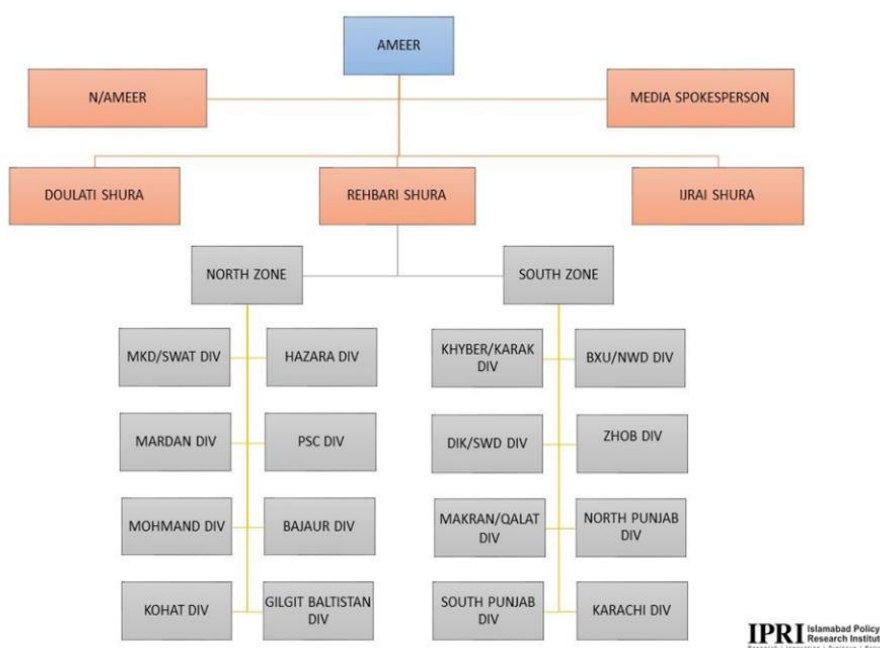 AMEER
N/AMEER
MEDIA SPOKESPERSON
DOULATI SHURA
REHBARI SHURA
IJRAI SHURA
NORTH ZONE
SOUTH ZONE
MKD/SWAT DIV
HAZARA DIV
KHYBER/KARAK
DIV
BXU/NWD DIV
MARDAN DIV
PSC DIV
DIK/SWD DIV
ZHOB DIV
MOHMAND DIV
BAJAUR DIV
MAKRAN/QALAT
DIV
NORTH PUNJAB
DIV
KOHAT DIV
GILGIT BALTISTAN
DIV
SOUTH PUNJAB
DIV
KARACHI DIV
IPRI
Islamabad Policy
Research Institut